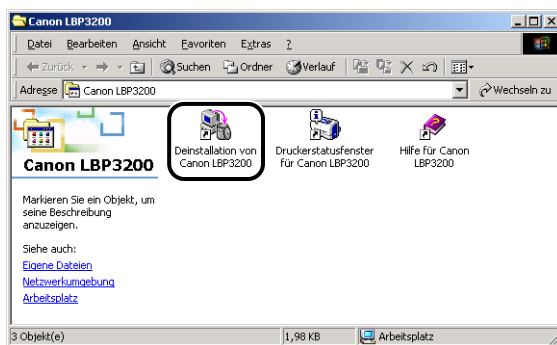 Canon LBP3200
Datei Bearbeiten Ansicht Favoriten Extras ?
Zurück Suchen Ordner Verlauf
Adresse Canon LBP3200 Wechseln zu
Canon LBP3200
Markieren Sie ein Objekt, um
seine Beschreibung
anzuzeigen.
Siehe auch:
Eigene Dateien
Netzwerkumgebung
Arbeitsplatz
Deinstallation von
Canon LBP3200
Druckerstatusfenster
für Canon LBP3200
Hilfe für Canon
LBP3200
3 Objekt(e) 1,98 KB Arbeitsplatz